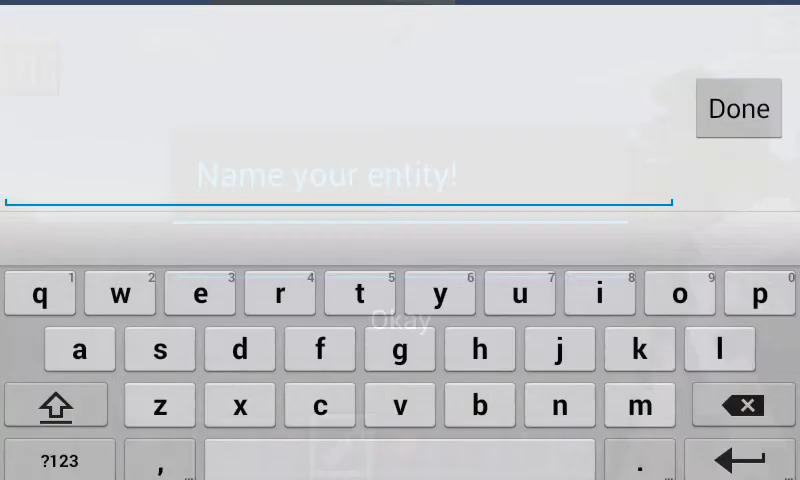 Done
Name your entity!
1 2 3 4 5 6 7 8 9 0
q w e r t y u i o p
Okay
a s d f g h j k l
z x c v b n m
?123 , ... . ... ...